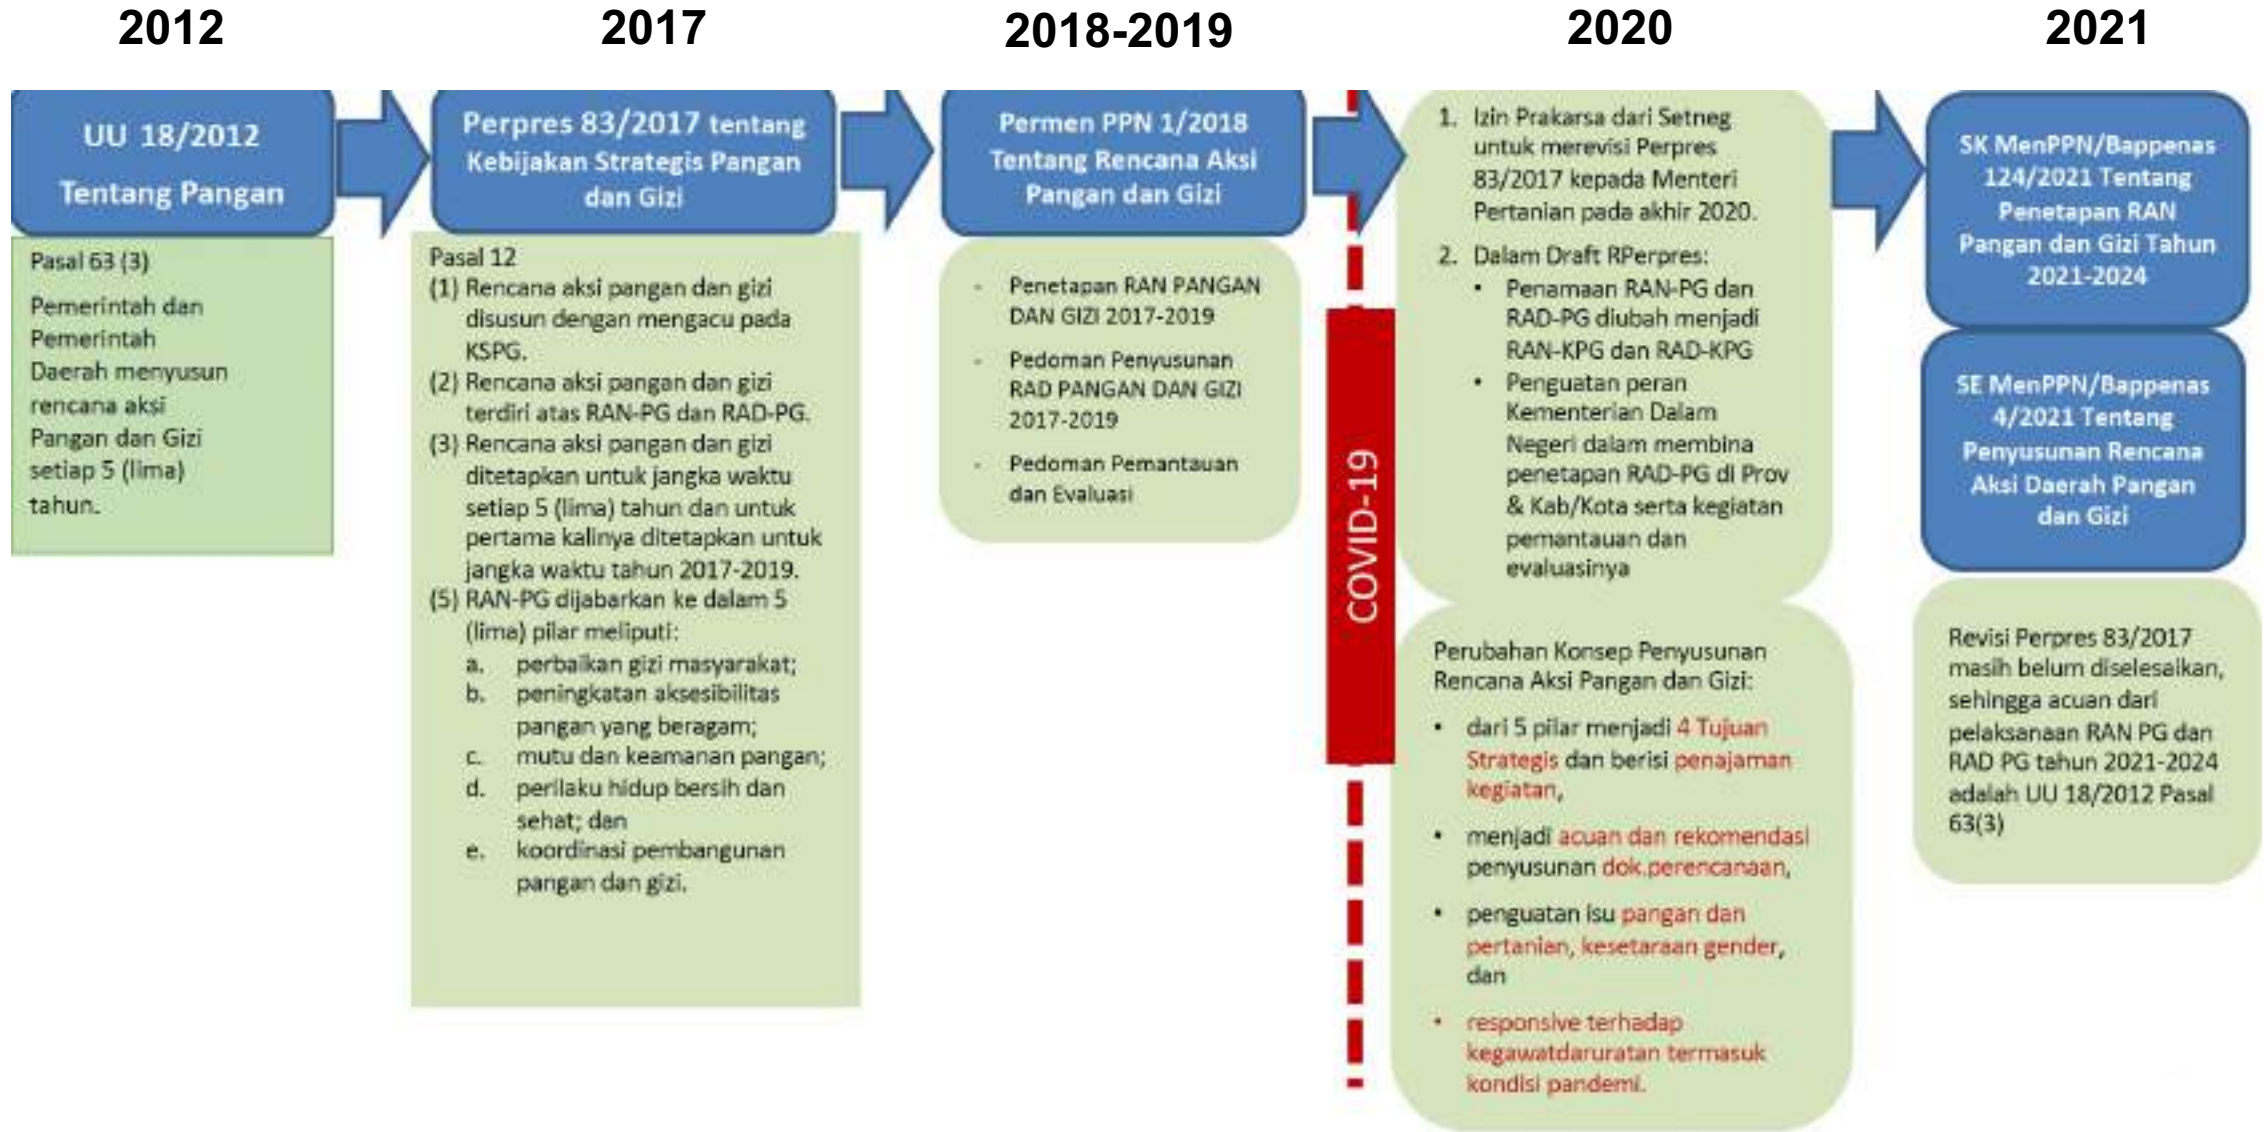 2012
2017
2018-2019
2020
2021
UU 18/2012
Tentang Pangan
Pasal 63 (3)
Pemerintah dan
Pemerintah
Daerah menyusun
rencana aksi
Pangan dan Gizi
setiap 5 (lima)
tahun.
Perpres 83/2017 tentang
Kebijakan Strategis Pangan
dan Gizi
Pasal 12
(1) Rencana aksi pangan dan gizi
disusun dengan mengacu pada
KSPG.
(2) Rencana aksi pangan dan gizi
terdiri atas RAN-PG dan RAD-PG.
(3) Rencana aksi pangan dan gizi
ditetapkan untuk jangka waktu
setiap 5 (lima) tahun dan untuk
pertama kalinya ditetapkan untuk
jangka waktu tahun 2017-2019.
(5) RAN-PG dijabarkan ke dalam 5
(lima) pilar meliputi:
a. perbaikan gizi masyarakat;
b. peningkatan aksesibilitas
pangan yang beragam;
c. mutu dan keamanan pangan;
d. perilaku hidup bersih dan
sehat; dan
e. koordinasi pembangunan
pangan dan gizi.
Permen PPN 1/2018
Tentang Rencana Aksi
Pangan dan Gizi
- Penetapan RAN PANGAN
DAN GIZI 2017-2019
- Pedoman Penyusunan
RAD PANGAN DAN GIZI
2017-2019
- Pedoman Pemantauan
dan Evaluasi
COVID-19
1. Izin Prakarsa dari Setneg
untuk merevisi Perpres
83/2017 kepada Menteri
Pertanian pada akhir 2020.
2. Dalam Draft RPerpres:
• Penamaan RAN-PG dan
RAD-PG diubah menjadi
RAN-KPG dan RAD-KPG
• Penguatan peran
Kementerian Dalam
Negeri dalam membina
penetapan RAD-PG di Prov
& Kab/Kota serta kegiatan
pemantauan dan
evaluasinya
Perubahan Konsep Penyusunan
Rencana Aksi Pangan dan Gizi:
• dari 5 pilar menjadi 4 Tujuan
Strategis dan berisi penajaman
kegiatan,
• menjadi acuan dan rekomendasi
penyusunan dok.perencanaan,
• penguatan isu pangan dan
pertanian, kesetaraan gender,
dan
• responsive terhadap
kegawatdaruratan termasuk
kondisi pandemi.
SK MenPPN/Bappenas
124/2021 Tentang
Penetapan RAN
Pangan dan Gizi Tahun
2021-2024
SE MenPPN/Bappenas
4/2021 Tentang
Penyusunan Rencana
Aksi Daerah Pangan
dan Gizi
Revisi Perpres 83/2017
masih belum diselesaikan,
sehingga acuan dari
pelaksanaan RAN PG dan
RAD PG tahun 2021-2024
adalah UU 18/2012 Pasal
63(3)